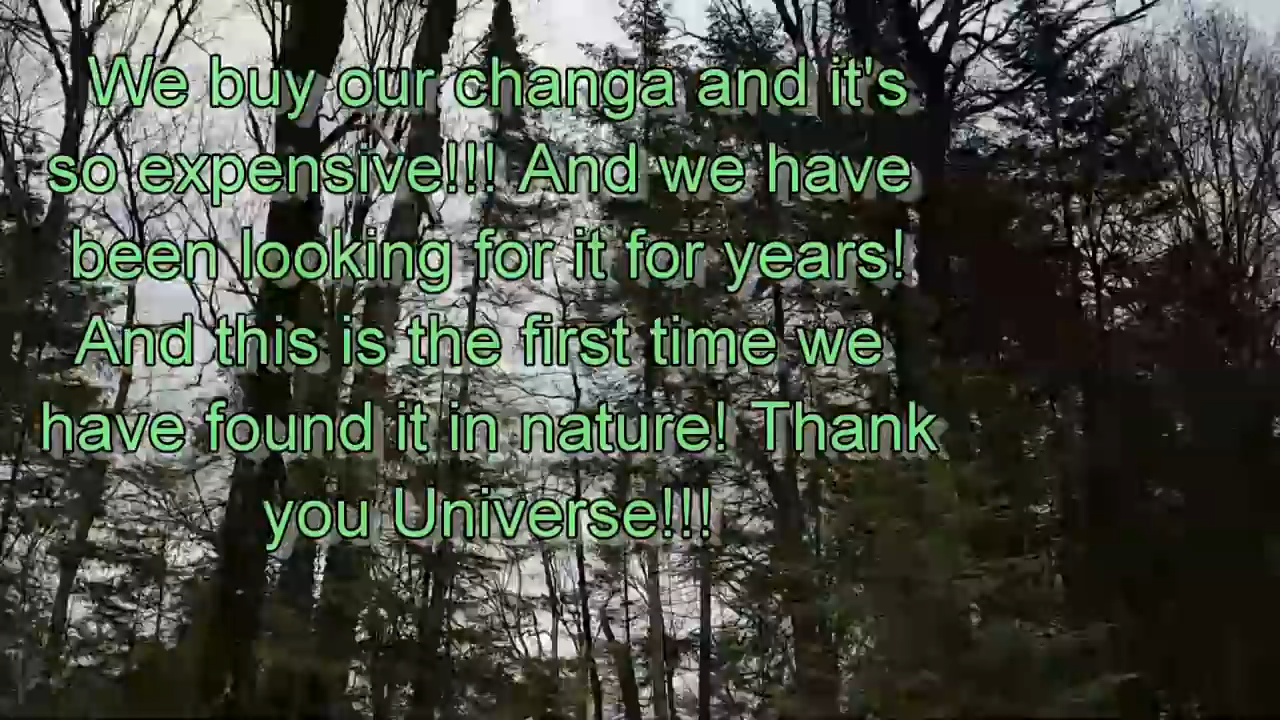 We buy our changa and it's
so expensive!!! And we have
been looking for it for years!
And this is the first time we
have found it in nature! Thank
you Universe!!!